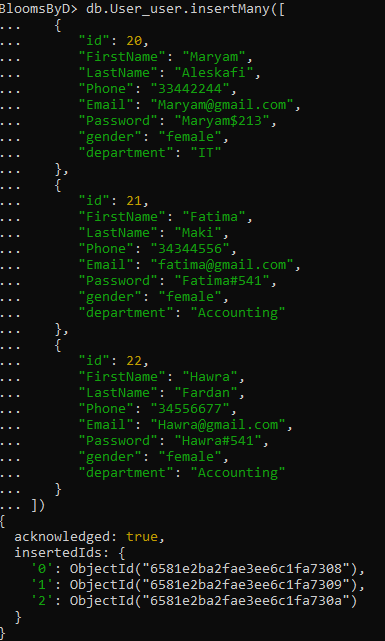 BloomsByD> db.User_user.insertMany([
...     {
...        "id": 20,
...        "FirstName": "Maryam",
...        "LastName": "Aleskafi",
...        "Phone": "33442244",
...        "Email": "Maryam@gmail.com",
...        "Password": "Maryam$213",
...        "gender": "female",
...        "department": "IT"
...     },
...     {
...        "id": 21,
...        "FirstName": "Fatima",
...        "LastName": "Maki",
...        "Phone": "34344556",
...        "Email": "fatima@gmail.com",
...        "Password": "Fatima#541",
...        "gender": "female",
...        "department": "Accounting"
...     },
...     {
...        "id": 22,
...        "FirstName": "Hawra",
...        "LastName": "Fardan",
...        "Phone": "34556677",
...        "Email": "Hawra@gmail.com",
...        "Password": "Hawra#541",
...        "gender": "female",
...        "department": "Accounting"
...     }
... ])
{
  acknowledged: true,
  insertedIds: {
    '0': ObjectId("6581e2ba2fae3ee6c1fa7308"),
    '1': ObjectId("6581e2ba2fae3ee6c1fa7309"),
    '2': ObjectId("6581e2ba2fae3ee6c1fa730a")
  }
}